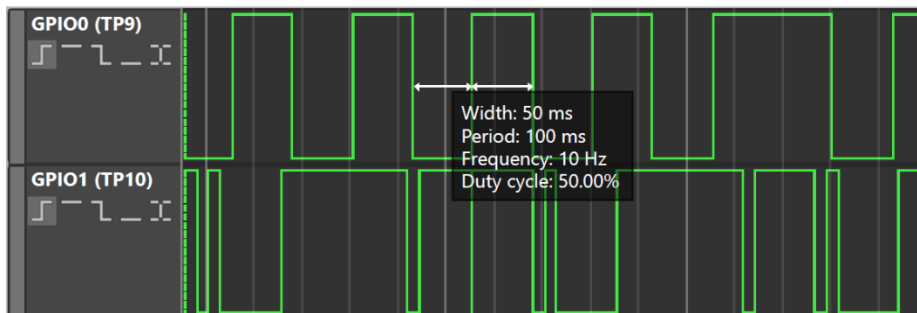 GPIO0 (TP9)
Width: 50 ms
Period: 100 ms
Frequency: 10 Hz
Duty cycle: 50.00%
GPIO1 (TP10)